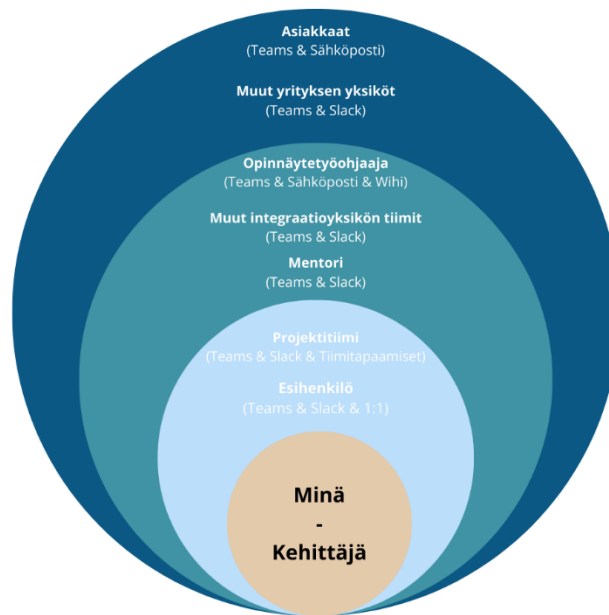 Asiakkaat
(Teams & Sähköposti)
Muut yrityksen yksiköt
(Teams & Slack)
Opinnäytetyöohjaaja
(Teams & Sähköposti & Wihi)
Muut integraatioyksikön tiimit
(Teams & Slack)
Mentori
(Teams & Slack)
Projektitiimi
(Teams & Slack & Tiimitapaamiset)
Esihenkilö
(Teams & Slack & 1:1)
Minä
-
Kehittäjä